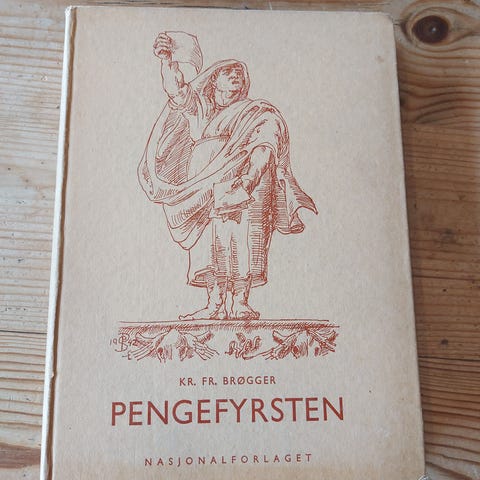 KR. FR. BRØGGER
PENGEFYRSTEN
NASJONALFORLAGET